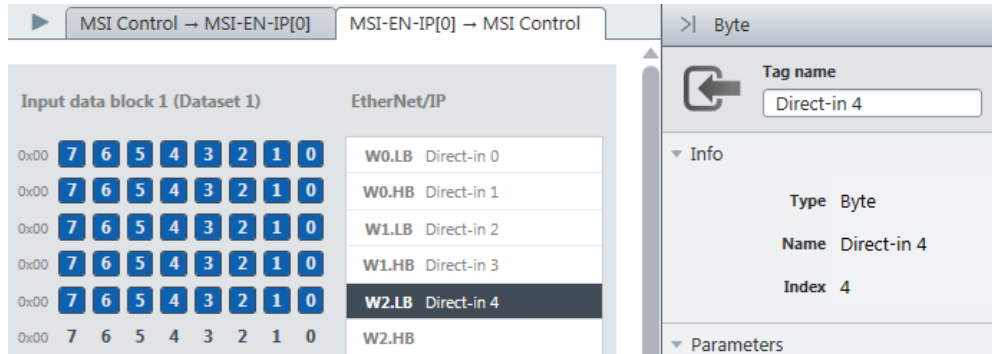 MSI Control → MSI-EN-IP[0]
MSI-EN-IP[0] → MSI Control
Input data block 1 (Dataset 1)
EtherNet/IP
0x00 7 6 5 4 3 2 1 0 W0.LB Direct-in 0
0x00 7 6 5 4 3 2 1 0 W0.HB Direct-in 1
0x00 7 6 5 4 3 2 1 0 W1.LB Direct-in 2
0x00 7 6 5 4 3 2 1 0 W1.HB Direct-in 3
0x00 7 6 5 4 3 2 1 0 W2.LB Direct-in 4
0x00 7 6 5 4 3 2 1 0 W2.HB
Byte
Tag name
Direct-in 4
Info
Type Byte
Name Direct-in 4
Index 4
Parameters